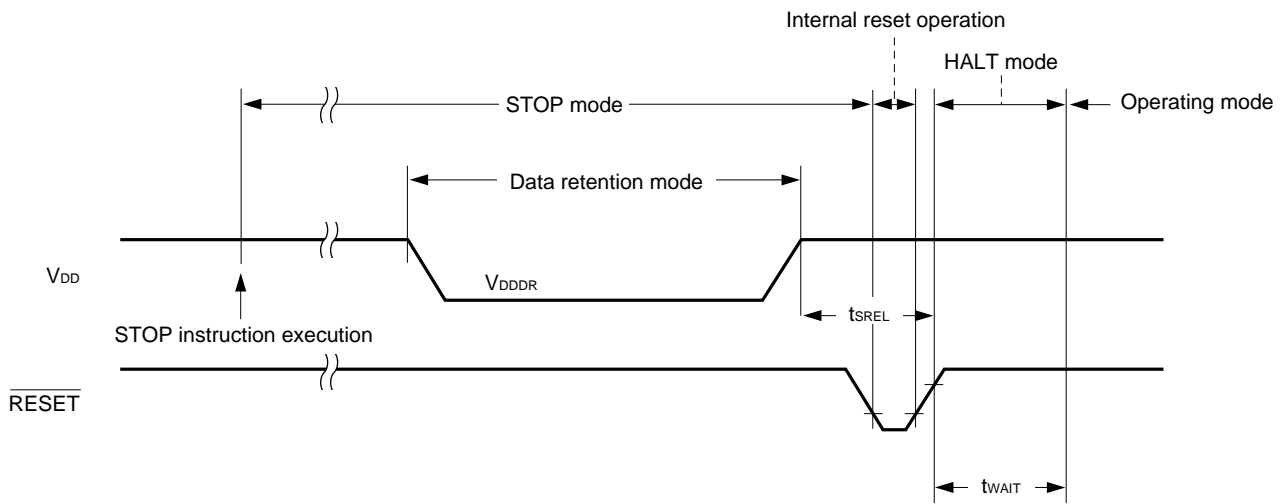 Internal reset operation
HALT mode
STOP mode
Operating mode
Data retention mode
VDD
VDDDR
tSREL
STOP instruction execution
RESET
tWAIT